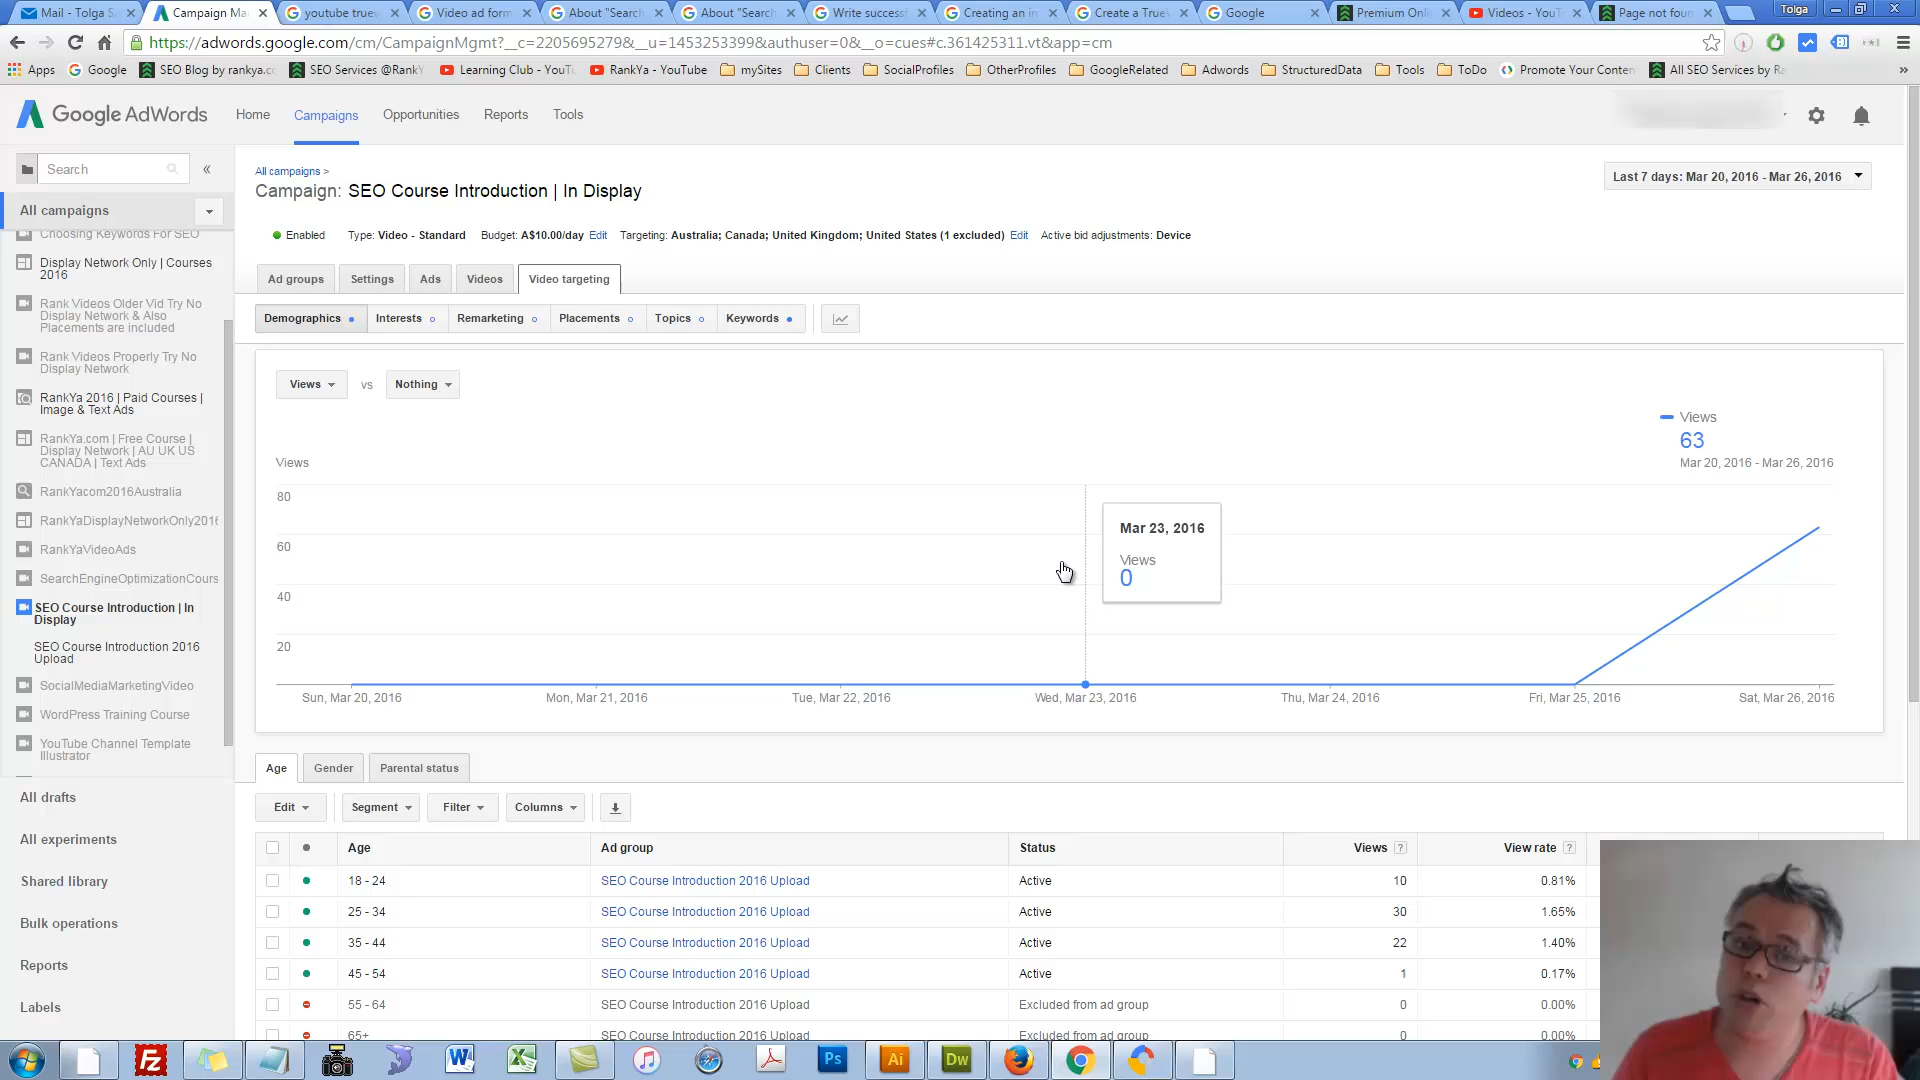 Mail - Tolga S
Campaign Ma
youtube truev
Video ad form
About "Search
About "Search
Write success
Creating an in
Create a True
Google
Premium Onli
Videos - YouT
Page not foun
Tolga
https://adwords.google.com/cm/CampaignMgmt?__c=2205695279&__u=1453253399&authuser=0&__o=cues#c.361425311.vt&app=cm
Apps
Google
SEO Blog by rankya.c
SEO Services @RankY
Learning Club - YouTu
RankYa - YouTube
mySites
Clients
SocialProfiles
OtherProfiles
GoogleRelated
Adwords
StructuredData
Tools
ToDo
Promote Your Conten
All SEO Services by Ra
»
Google AdWords
Home
Campaigns
Opportunities
Reports
Tools
Search
«
All campaigns
Choosing Keywords For SEO
Display Network Only | Courses
2016
Rank Videos Older Vid Try No
Display Network & Also
Placements are included
Rank Videos Properly Try No
Display Network
RankYa 2016 | Paid Courses |
Image & Text Ads
RankYa.com | Free Course |
Display Network | AU UK US
CANADA | Text Ads
RankYacom2016Australia
RankYaDisplayNetworkOnly2016
RankYaVideoAds
SearchEngineOptimizationCours
SEO Course Introduction | In
Display
SEO Course Introduction 2016
Upload
SocialMediaMarketingVideo
WordPress Training Course
YouTube Channel Template
Illustrator
All drafts
All experiments
Shared library
Bulk operations
Reports
Labels
All campaigns >
Campaign: SEO Course Introduction | In Display
Last 7 days: Mar 20, 2016 - Mar 26, 2016
Enabled Type: Video - Standard Budget: A$10.00/day Edit Targeting: Australia; Canada; United Kingdom; United States (1 excluded) Edit Active bid adjustments: Device
Ad groups
Settings
Ads
Videos
Video targeting
Demographics
Interests
Remarketing
Placements
Topics
Keywords
Views
vs
Nothing
Views
63
Mar 20, 2016 - Mar 26, 2016
Views
80
60
40
20
Mar 23, 2016
Views
0
Sun, Mar 20, 2016
Mon, Mar 21, 2016
Tue, Mar 22, 2016
Wed, Mar 23, 2016
Thu, Mar 24, 2016
Fri, Mar 25, 2016
Sat, Mar 26, 2016
Age
Gender
Parental status
Edit
Segment
Filter
Columns
Age Ad group Status Views ? View rate ?
18 - 24 SEO Course Introduction 2016 Upload Active 10 0.81%
25 - 34 SEO Course Introduction 2016 Upload Active 30 1.65%
35 - 44 SEO Course Introduction 2016 Upload Active 22 1.40%
45 - 54 SEO Course Introduction 2016 Upload Active 1 0.17%
55 - 64 SEO Course Introduction 2016 Upload Excluded from ad group 0 0.00%
65+ SEO Course Introduction 2016 Upload Excluded from ad group 0 0.00%
Fz
W
X
Ps
Ai
Dw